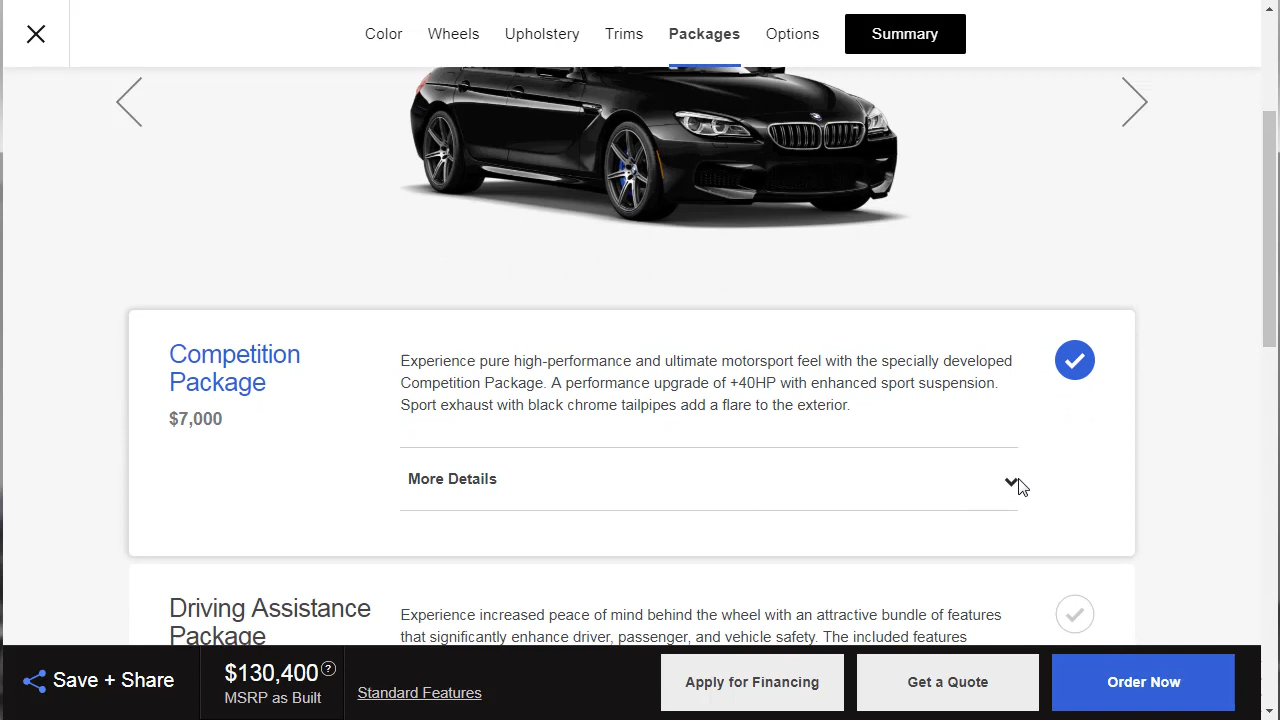 Color Wheels Upholstery Trims Packages Options Summary
Competition
Package
$7,000
Experience pure high-performance and ultimate motorsport feel with the specially developed
Competition Package. A performance upgrade of +40HP with enhanced sport suspension.
Sport exhaust with black chrome tailpipes add a flare to the exterior.
More Details
Driving Assistance
Package
Experience increased peace of mind behind the wheel with an attractive bundle of features
that significantly enhance driver, passenger, and vehicle safety. The included features
Save + Share
$130,400 ?
MSRP as Built
Standard Features
Apply for Financing
Get a Quote
Order Now